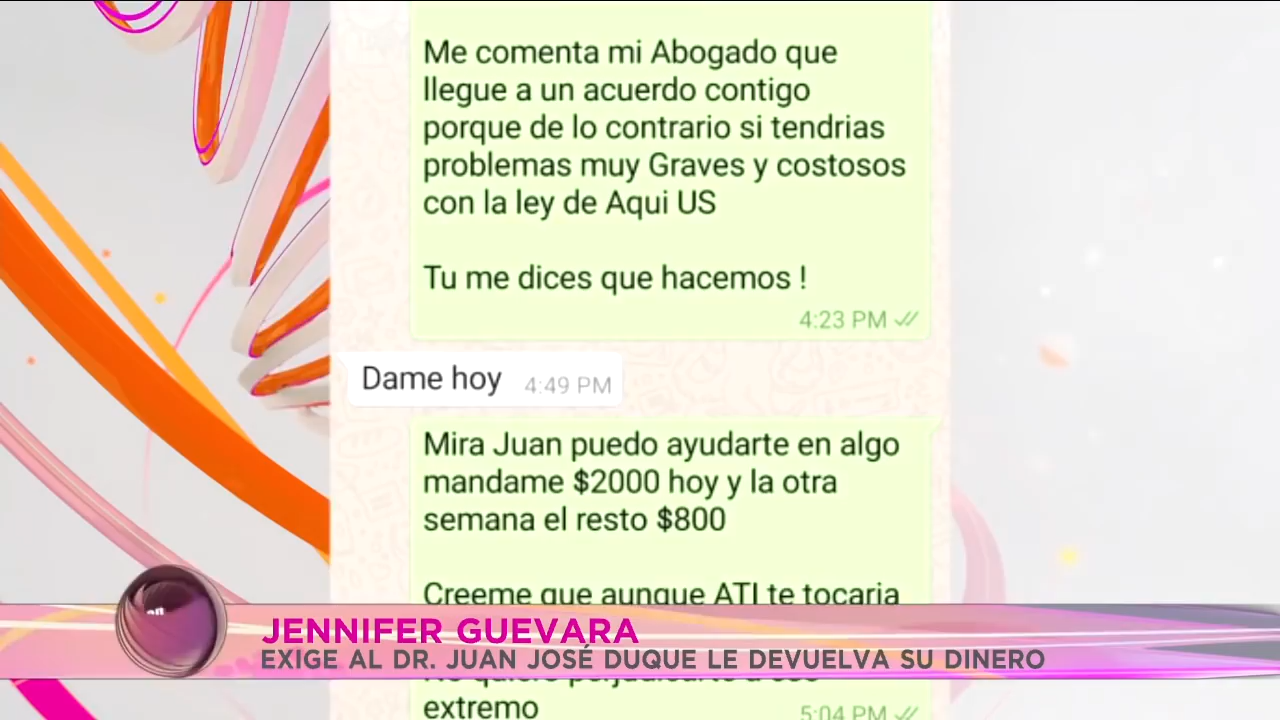 Me comenta mi Abogado que
llegue a un acuerdo contigo
porque de lo contrario si tendrias
problemas muy Graves y costosos
con la ley de Aqui US
Tu me dices que hacemos !
4:23 PM
Dame hoy 4:49 PM
Mira Juan puedo ayudarte en algo
mandame $2000 hoy y la otra
semana el resto $800
Creeme que aunque ATI te tocaria
JENNIFER GUEVARA
EXIGE AL DR. JUAN JOSÉ DUQUE LE DEVUELVA SU DINERO
extremo
5:04 PM